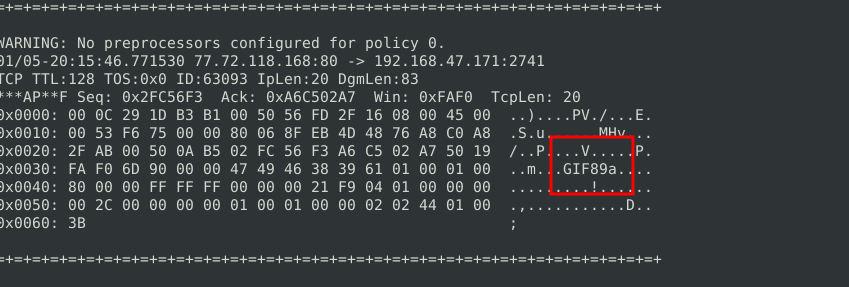 =+=+=+=+=+=+=+=+=+=+=+=+=+=+=+=+=+=+=+=+=+=+=+=+=+=+=+=+=+=+=+=+=+=+=+=+=+
WARNING: No preprocessors configured for policy 0.
01/05-20:15:46.771530 77.72.118.168:80 -> 192.168.47.171:2741
TCP TTL:128 TOS:0x0 ID:63093 IpLen:20 DgmLen:83
***AP**F Seq: 0x2FC56F3  Ack: 0xA6C502A7  Win: 0xFAF0  TcpLen: 20
0x0000: 00 0C 29 1D B3 B1 00 50 56 FD 2F 16 08 00 45 00  ..)....PV./...E.
0x0010: 00 53 F6 75 00 00 80 06 8F EB 4D 48 76 A8 C0 A8  .S.u......MHv...
0x0020: 2F AB 00 50 0A B5 02 FC 56 F3 A6 C5 02 A7 50 19  /..P....V.....P.
0x0030: FA F0 6D 90 00 00 47 49 46 38 39 61 01 00 01 00  ..m...GIF89a....
0x0040: 80 00 00 FF FF FF 00 00 00 21 F9 04 01 00 00 00  .........!......
0x0050: 00 2C 00 00 00 00 01 00 01 00 00 02 02 44 01 00  .,...........D..
0x0060: 3B                                               ;
=+=+=+=+=+=+=+=+=+=+=+=+=+=+=+=+=+=+=+=+=+=+=+=+=+=+=+=+=+=+=+=+=+=+=+=+=+